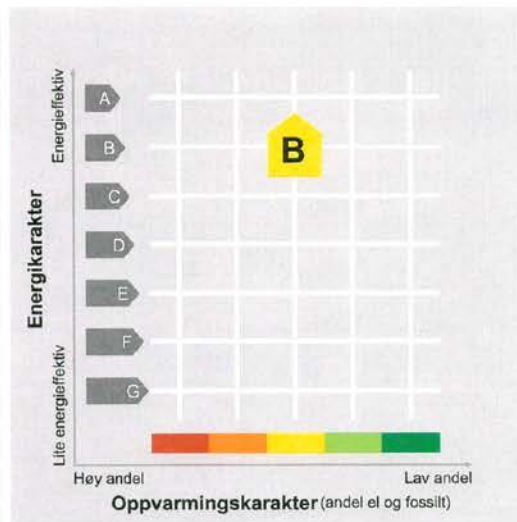 Energikarakter
Energieffektiv
Lite energieffektiv
A
B
B
C
D
E
F
G
Høy andel
Lav andel
Oppvarmingskarakter (andel el og fossilt)